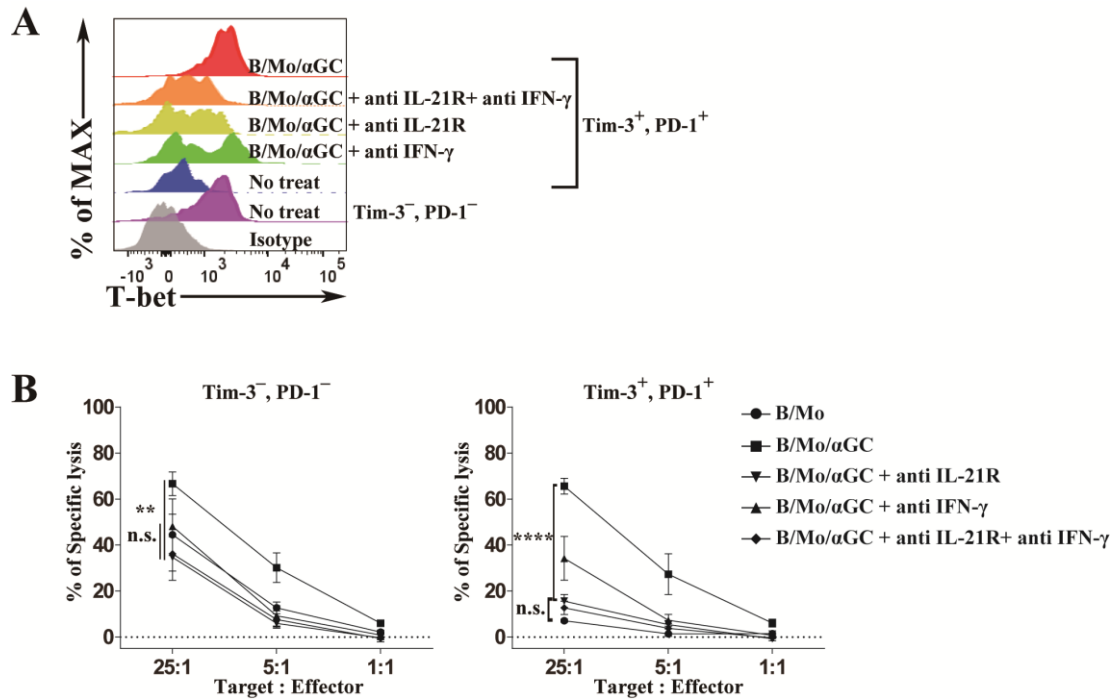 A
% of MAX
B/Mo/αGC
B/Mo/αGC + anti IL-21R+ anti IFN-γ
B/Mo/αGC + anti IL-21R
B/Mo/αGC + anti IFN-γ
No treat
No treat Tim-3⁻, PD-1⁻
Isotype
Tim-3⁺, PD-1⁺
-10³ 0 10³ 10⁴ 10⁵
T-bet
B
Tim-3⁻, PD-1⁻
% of Specific lysis
100
80
60
40
20
0
**
n.s.
25:1 5:1 1:1
Target : Effector
Tim-3⁺, PD-1⁺
% of Specific lysis
100
80
60
40
20
0
****
n.s.
25:1 5:1 1:1
Target : Effector
B/Mo
B/Mo/αGC
B/Mo/αGC + anti IL-21R
B/Mo/αGC + anti IFN-γ
B/Mo/αGC + anti IL-21R+ anti IFN-γ